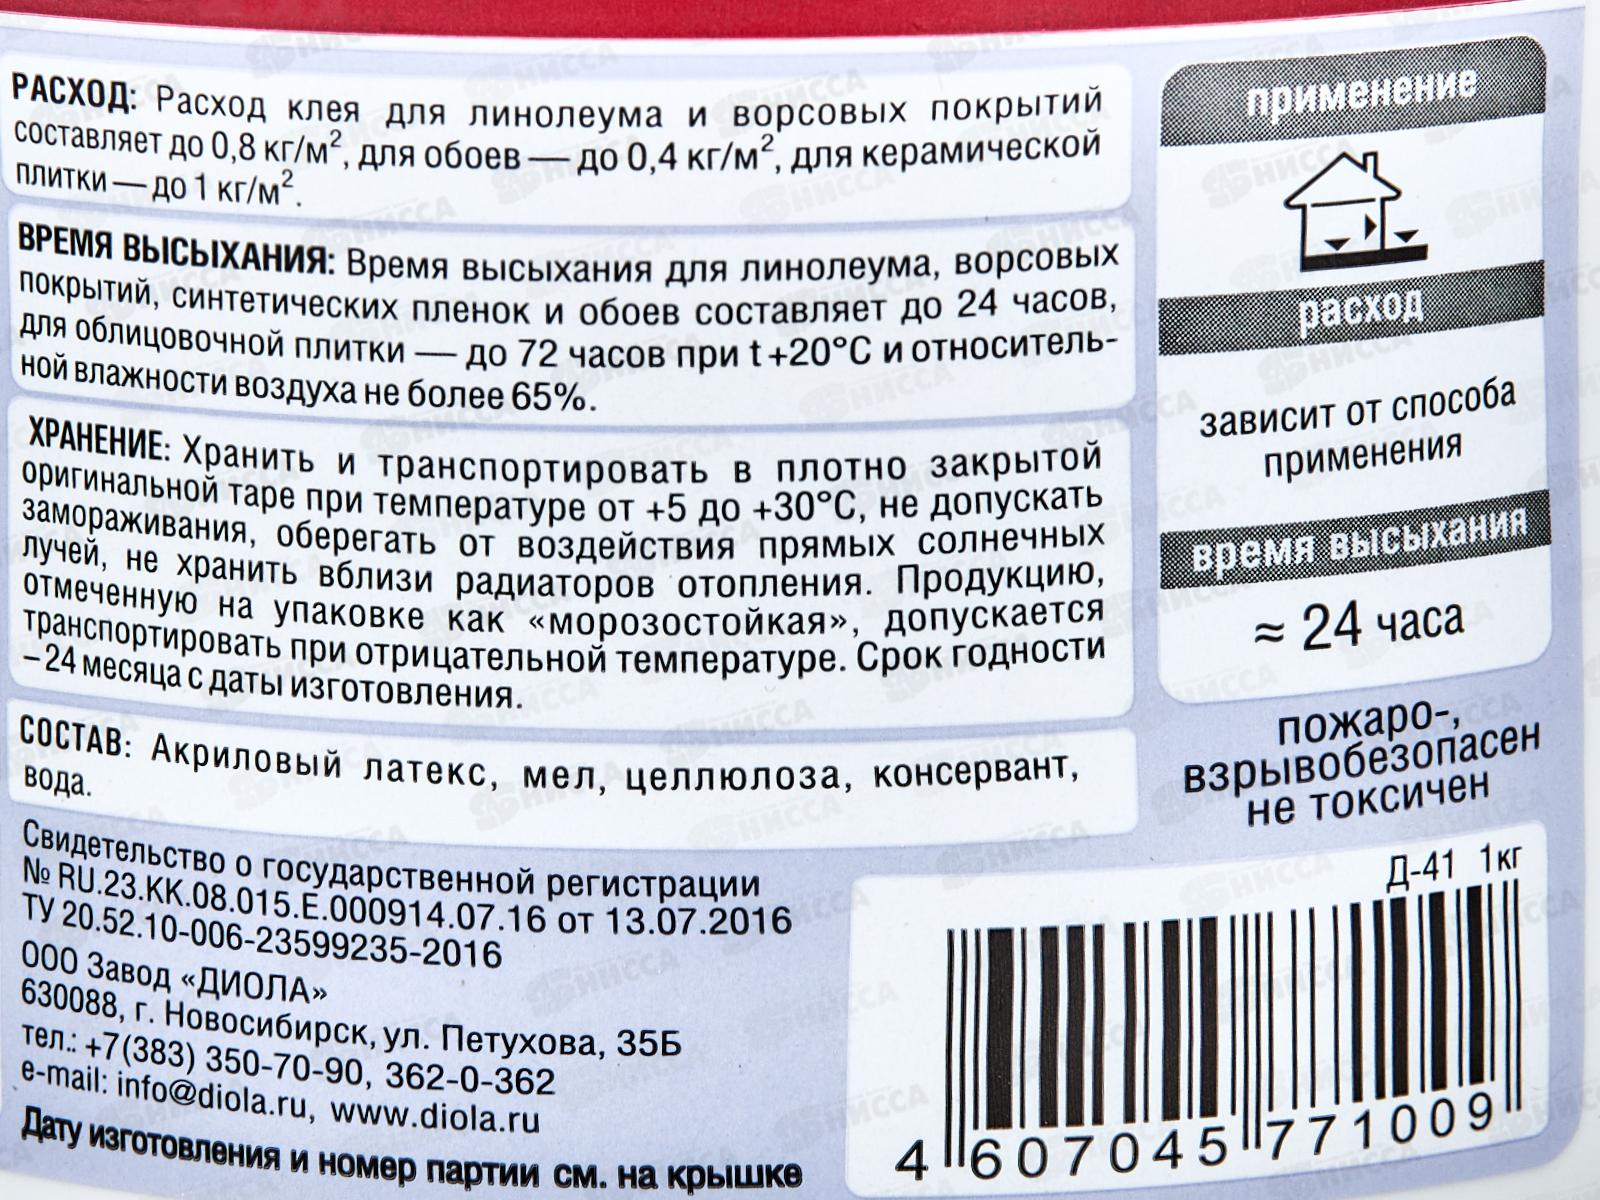 РАСХОД: Расход клея для линолеума и ворсовых покрытий
составляет до 0,8 кг/м², для обоев — до 0,4 кг/м², для керамической
плитки — до 1 кг/м².
ВРЕМЯ ВЫСЫХАНИЯ: Время высыхания для линолеума, ворсовых
покрытий, синтетических пленок и обоев составляет до 24 часов,
для облицовочной плитки — до 72 часов при t +20°C и относитель-
ной влажности воздуха не более 65%.
ХРАНЕНИЕ: Хранить и транспортировать в плотно закрытой
оригинальной таре при температуре от +5 до +30°C, не допускать
замораживания, оберегать от воздействия прямых солнечных
лучей, не хранить вблизи радиаторов отопления. Продукцию,
отмеченную на упаковке как «морозостойкая», допускается
транспортировать при отрицательной температуре. Срок годности
– 24 месяца с даты изготовления.
СОСТАВ: Акриловый латекс, мел, целлюлоза, консервант,
вода.
Свидетельство о государственной регистрации
№ RU.23.КК.08.015.Е.000914.07.16 от 13.07.2016
ТУ 20.52.10-006-23599235-2016
ООО Завод «ДИОЛА»
630088, г. Новосибирск, ул. Петухова, 35Б
тел.: +7(383) 350-70-90, 362-0-362
e-mail: info@diola.ru, www.diola.ru
Дату изготовления и номер партии см. на крышке
применение
расход
зависит от способа
применения
время высыхания
≈ 24 часа
пожаро-,
взрывобезопасен
не токсичен
Д-41 1кг
4 607045 771009
НИССА